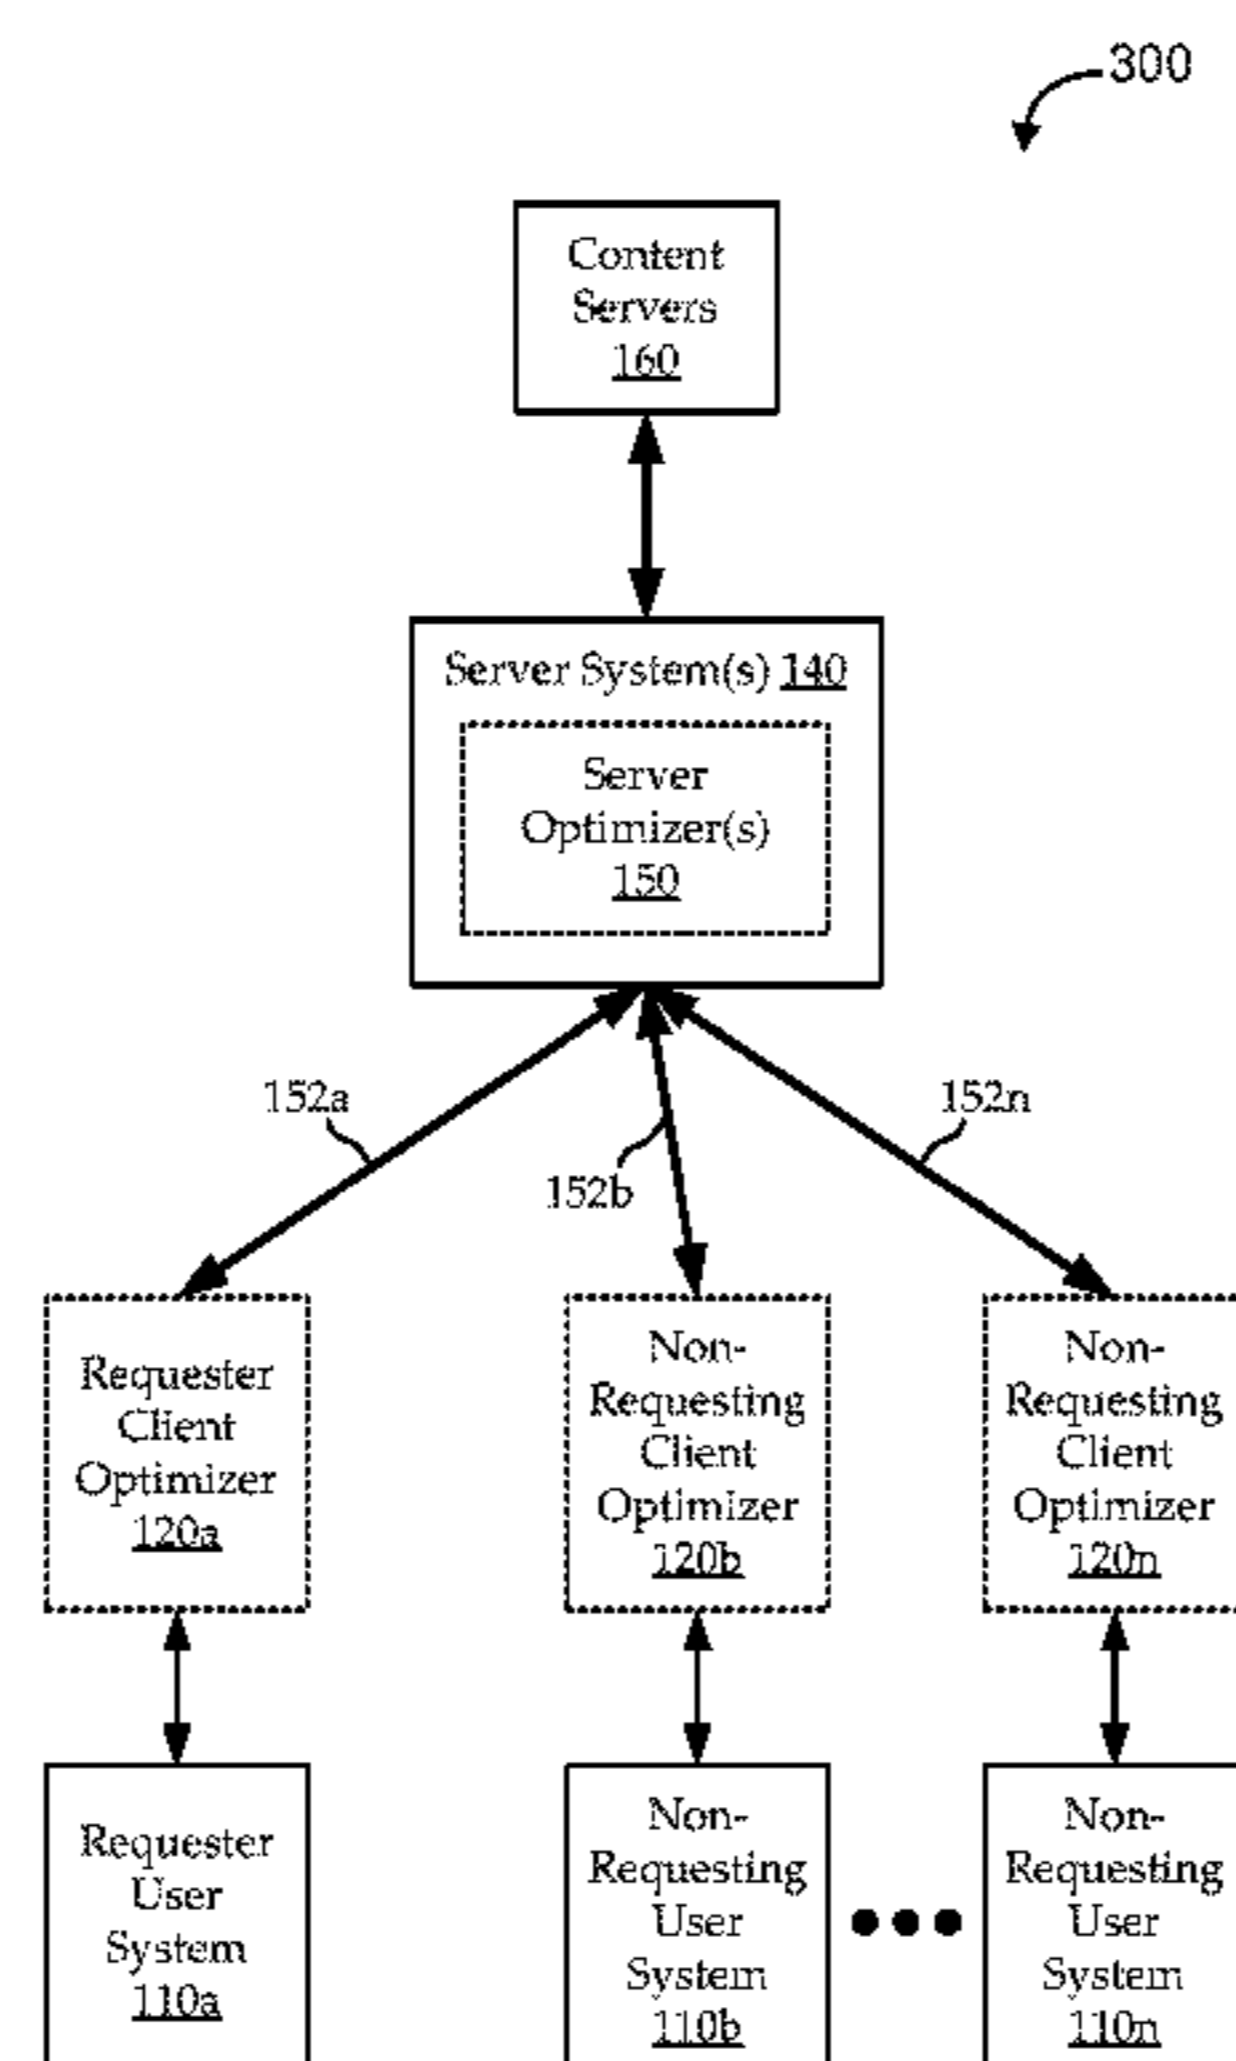 300
Content
Servers
160
Server System(s) 140
Server
Optimizer(s)
150
152a
152b
152n
Requester
Client
Optimizer
120a
Non-
Requesting
Client
Optimizer
120b
Non-
Requesting
Client
Optimizer
120n
Requester
User
System
110a
Non-
Requesting
User
System
110b
Non-
Requesting
User
System
110n